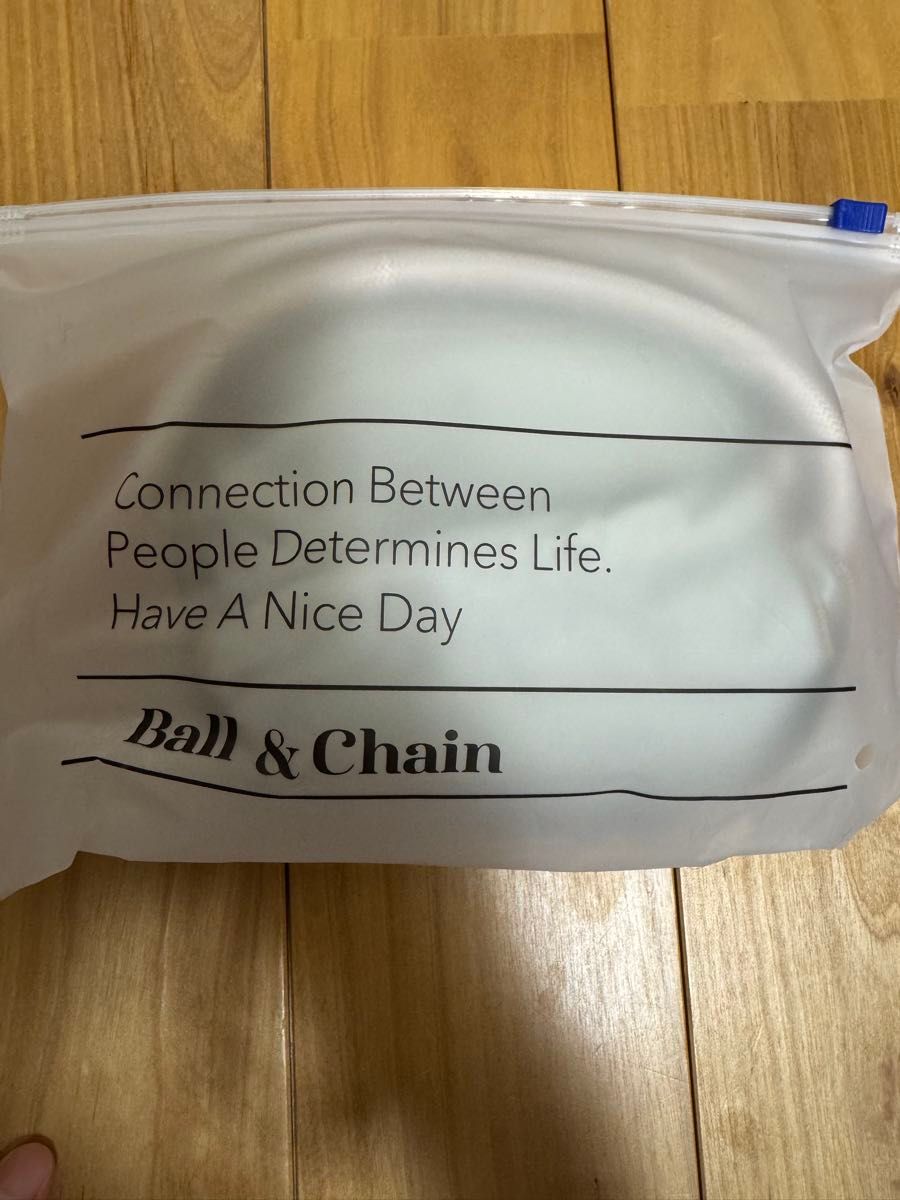 Connection Between
People Determines Life.
Have A Nice Day
Ball & Chain